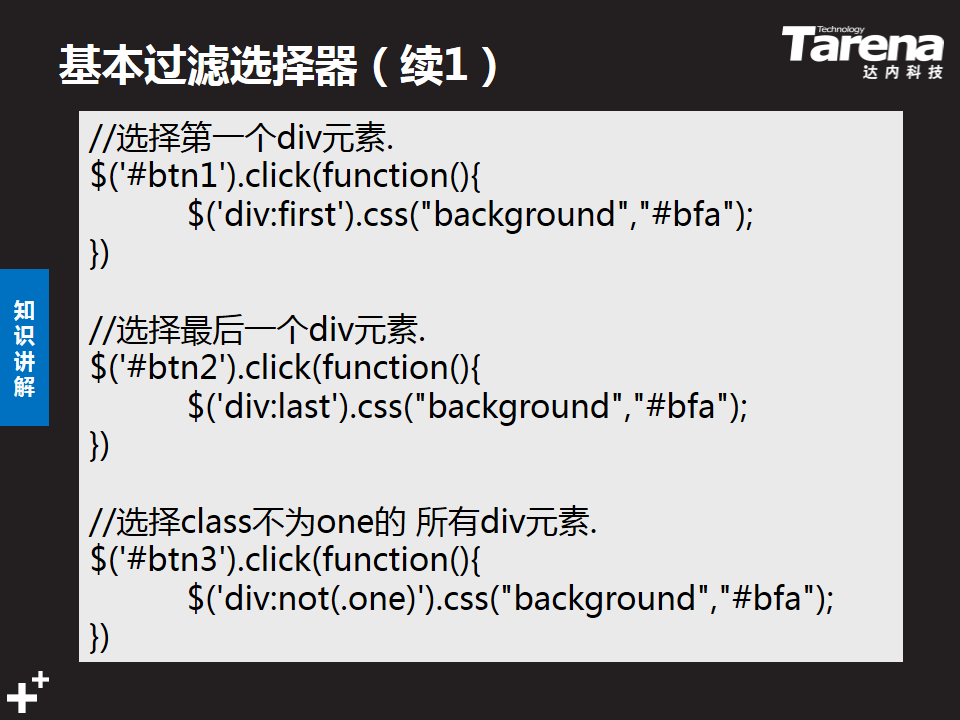 基本过滤选择器（续1）
Technology
Tarena
达内科技
知识讲解
//选择第一个div元素.
$('#btn1').click(function(){
$('div:first').css("background","#bfa");
})
//选择最后一个div元素.
$('#btn2').click(function(){
$('div:last').css("background","#bfa");
})
//选择class不为one的 所有div元素.
$('#btn3').click(function(){
$('div:not(.one)').css("background","#bfa");
})